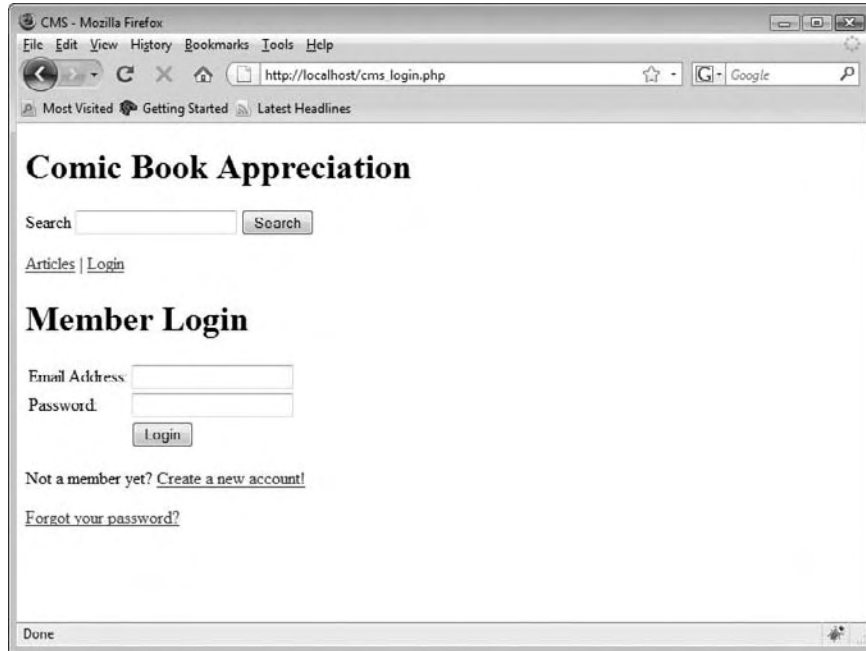 CMS - Mozilla Firefox
File Edit View History Bookmarks Tools Help
http://localhost/cms_login.php
G Google
Most Visited Getting Started Latest Headlines
Comic Book Appreciation
Search Search
Articles | Login
Member Login
Email Address:
Password:
Login
Not a member yet? Create a new account!
Forgot your password?
Done